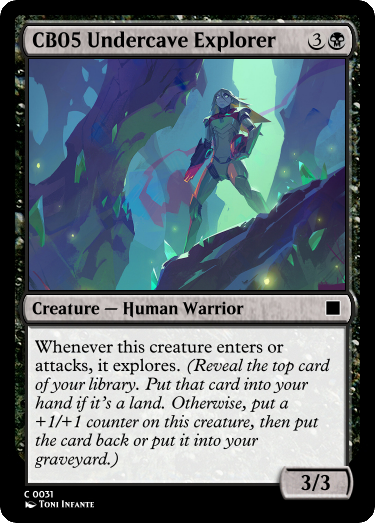 CB05 Undercave Explorer 3
Creature — Human Warrior
Whenever this creature enters or
attacks, it explores. (Reveal the top card
of your library. Put that card into your
hand if it's a land. Otherwise, put a
+1/+1 counter on this creature, then put
the card back or put it into your
graveyard.)
3/3
C 0031
Toni Infante